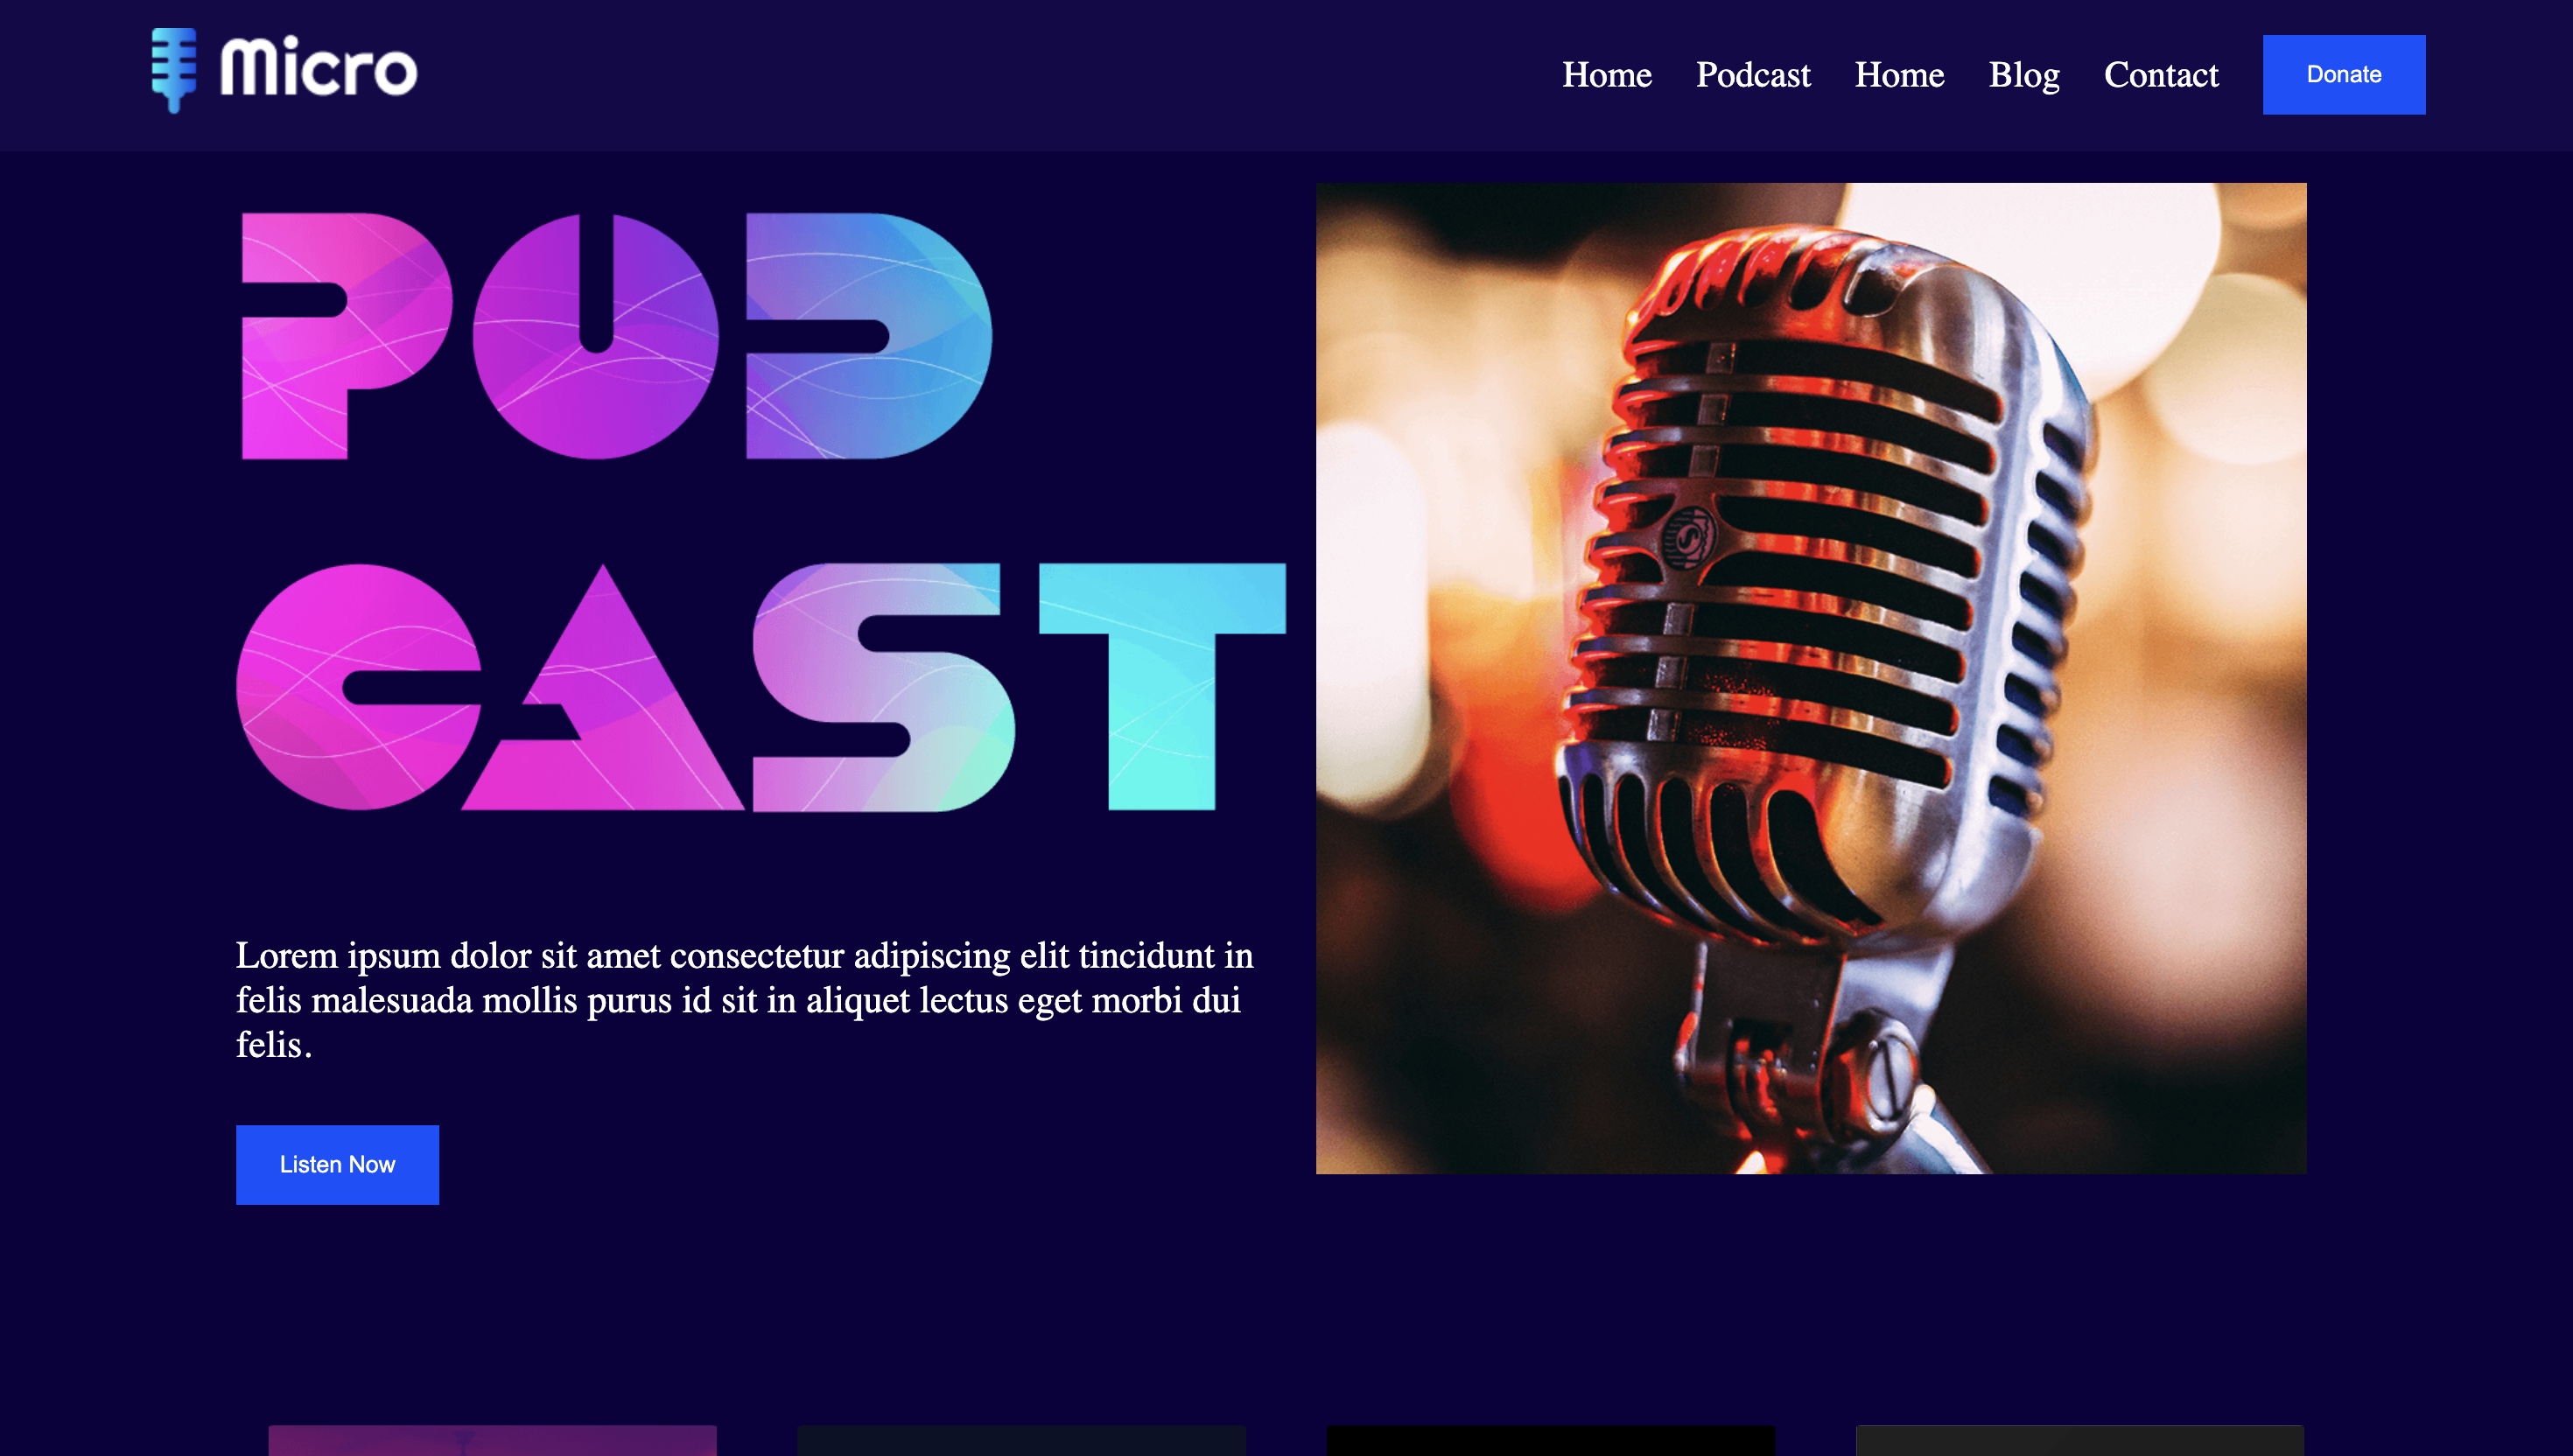 Micro
Home Podcast Home Blog Contact Donate
POD
CAST
Lorem ipsum dolor sit amet consectetur adipiscing elit tincidunt in
felis malesuada mollis purus id sit in aliquet lectus eget morbi dui
felis.
Listen Now